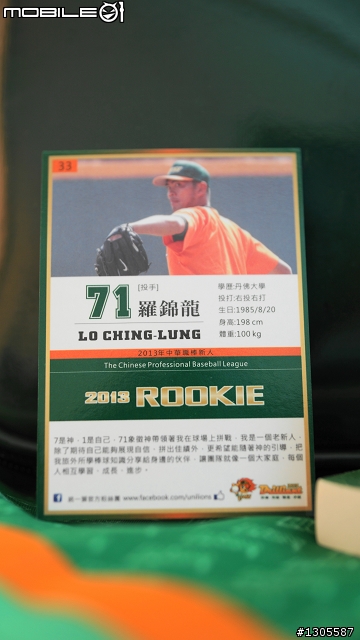 MOBILE01
33
71
[投手]
羅錦龍
LO CHING-LUNG
學歷:丹佛大學
投打:右投右打
生日:1985/8/20
身高:198 cm
體重:100 kg
2013年中華職棒新人
The Chinese Professional Baseball League
2013 ROOKIE
7是神，1是自己，71象徵神帶領著我在球場上拼戰，我是一個老新人，
除了期待自己能夠展現自信、拼出佳績外，更希望能隨著神的引導，把
我旅外所學棒球知識分享給身邊的伙伴，讓團隊就像一個大家庭，每個
人相互學習、成長、進步。
統一獅官方粉絲團 www.facebook.com/unilions
#1305587